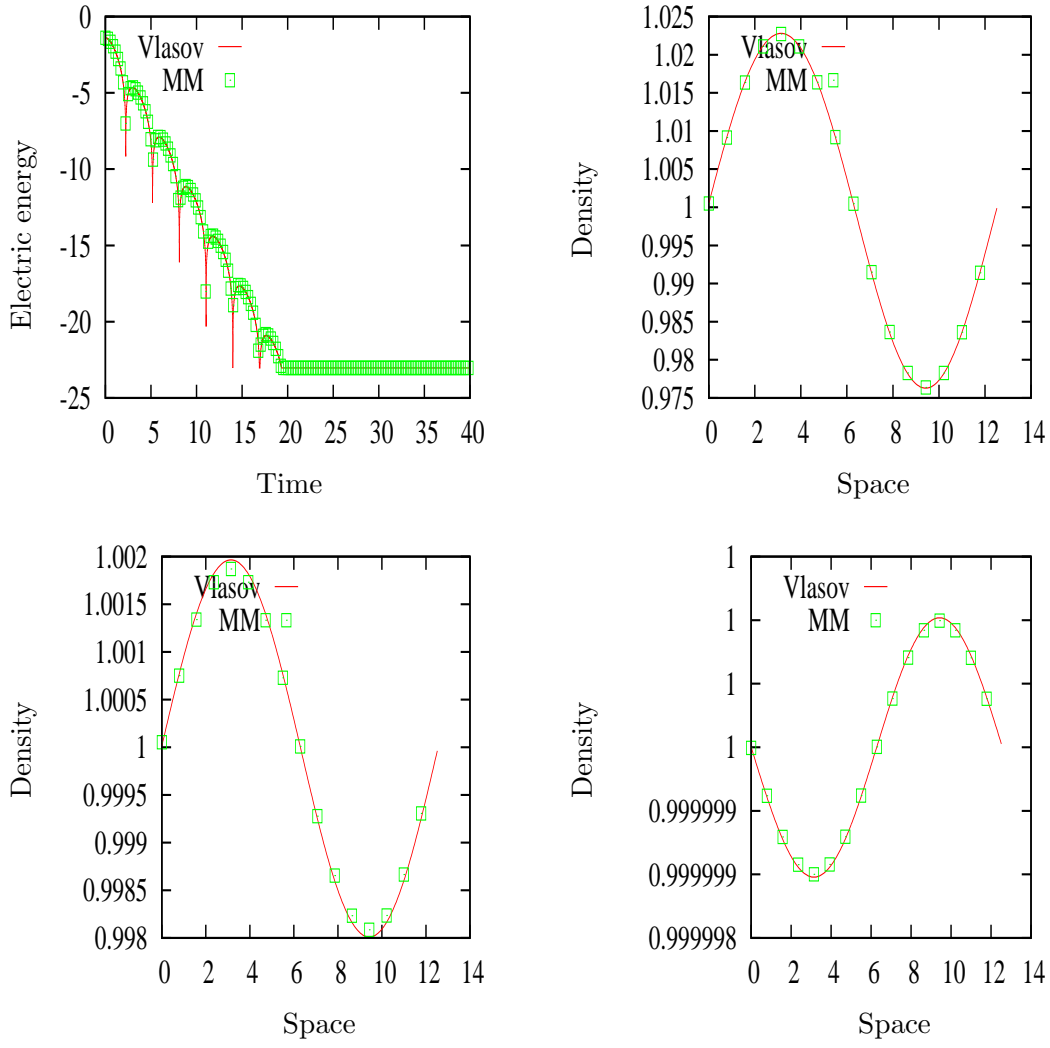 0
-5
-10
-15
-20
-25
0 5 10 15 20 25 30 35 40
Electric energy
Time
Vlasov
MM
1.025
1.02
1.015
1.01
1.005
1
0.995
0.99
0.985
0.98
0.975
0 2 4 6 8 10 12 14
Density
Space
Vlasov
MM
1.002
1.0015
1.001
1.0005
1
0.9995
0.999
0.9985
0.998
0 2 4 6 8 10 12 14
Density
Space
Vlasov
MM
1
1
1
1
0.999999
0.999999
0.999998
0 2 4 6 8 10 12 14
Density
Space
Vlasov
MM